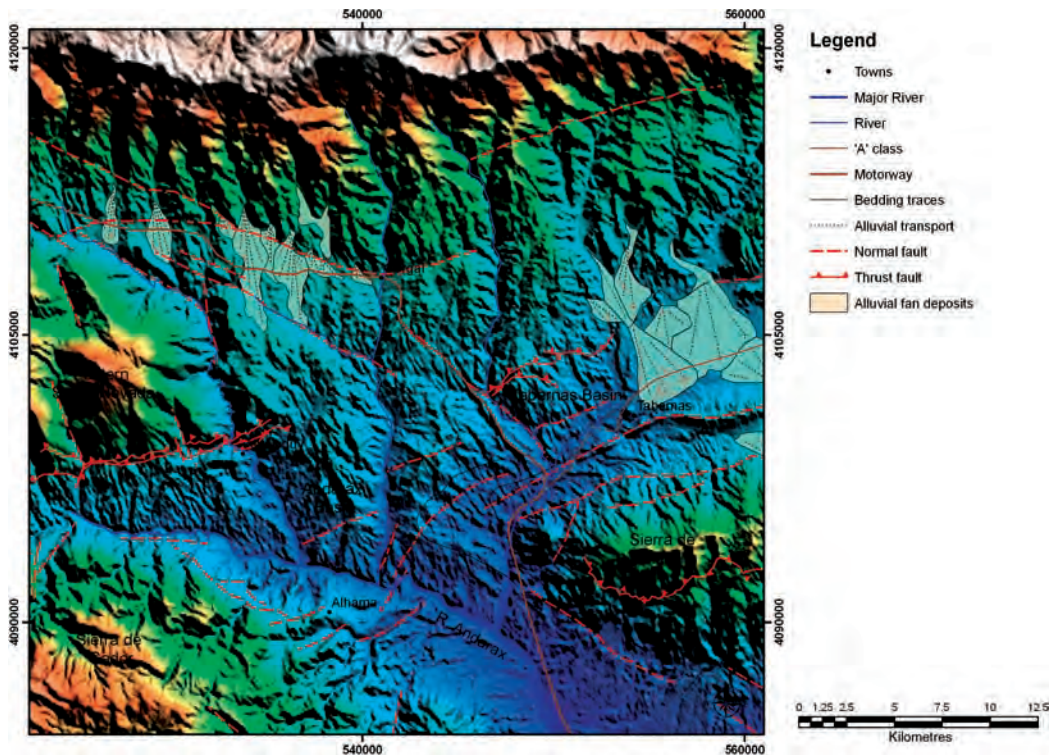 540000
560000
4120000
4105000
4090000
4120000
4105000
4090000
Tabernas Basin
Tabernas
Sierra de
Alhama
R. Andarax
Sierra de
540000
560000
Legend
Towns
Major River
River
'A' class
Motorway
Bedding traces
Alluvial transport
Normal fault
Thrust fault
Alluvial fan deposits
0 1.25 2.5 5 7.5 10 12.5
Kilometres